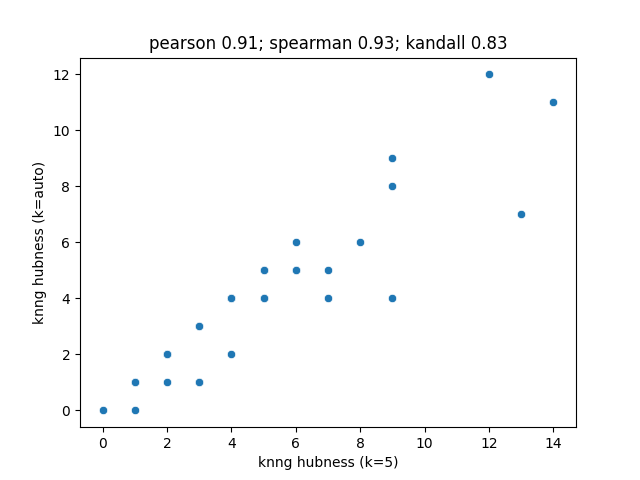 pearson 0.91; spearman 0.93; kandall 0.83
12
10
8
6
4
2
0
knng hubness (k=auto)
0 2 4 6 8 10 12 14
knng hubness (k=5)